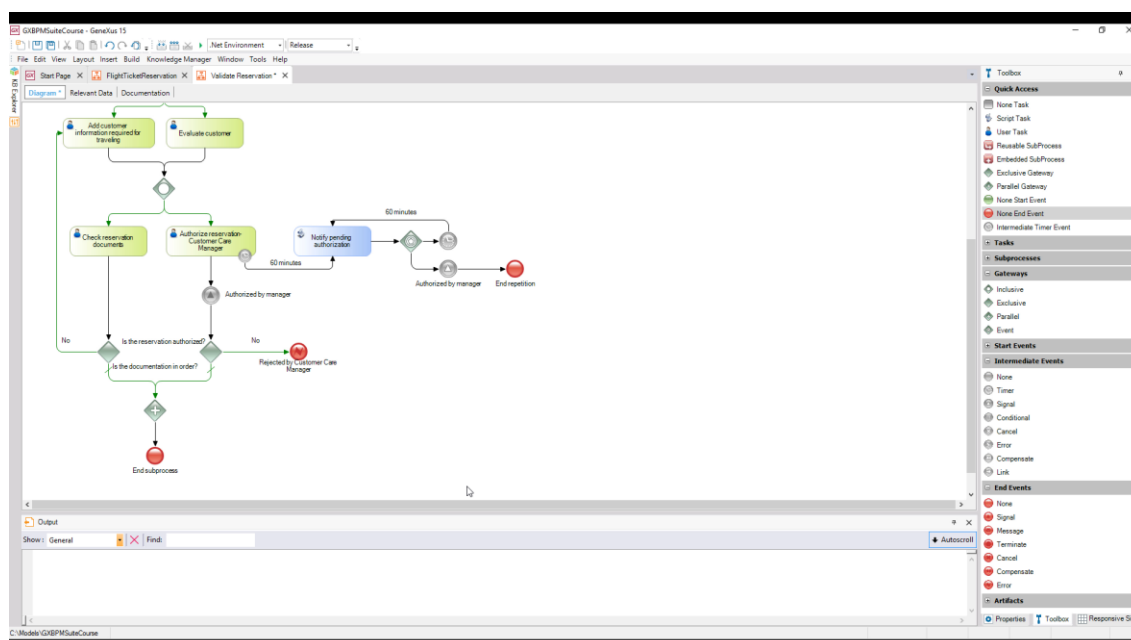 GXBPMSuiteCourse - GeneXus 15
.Net Environment
Release
File Edit View Layout Insert Build Knowledge Manager Window Tools Help
KB Explorer
Start Page
FlightTicketReservation
Validate Reservation *
Diagram *
Relevant Data
Documentation
Add customer
information required for
traveling
Evaluate customer
Check reservation
documents
Authorize reservation-
Customer Care
Manager
60 minutes
Notify pending
authorization
60 minutes
Authorized by manager
End repetition
Authorized by manager
No
Is the reservation authorized?
No
Is the documentation in order?
Rejected by Customer Care
Manager
End subprocess
Output
Show: General
Find:
Autoscroll
Toolbox
Quick Access
None Task
Script Task
User Task
Reusable SubProcess
Embedded SubProcess
Exclusive Gateway
Parallel Gateway
None Start Event
None End Event
Intermediate Timer Event
Tasks
Subprocesses
Gateways
Inclusive
Exclusive
Parallel
Event
Start Events
Intermediate Events
None
Timer
Signal
Conditional
Cancel
Error
Compensate
Link
End Events
None
Signal
Message
Terminate
Cancel
Compensate
Error
Artifacts
Properties
Toolbox
Responsive Si
C:\Models\GXBPMSuiteCourse